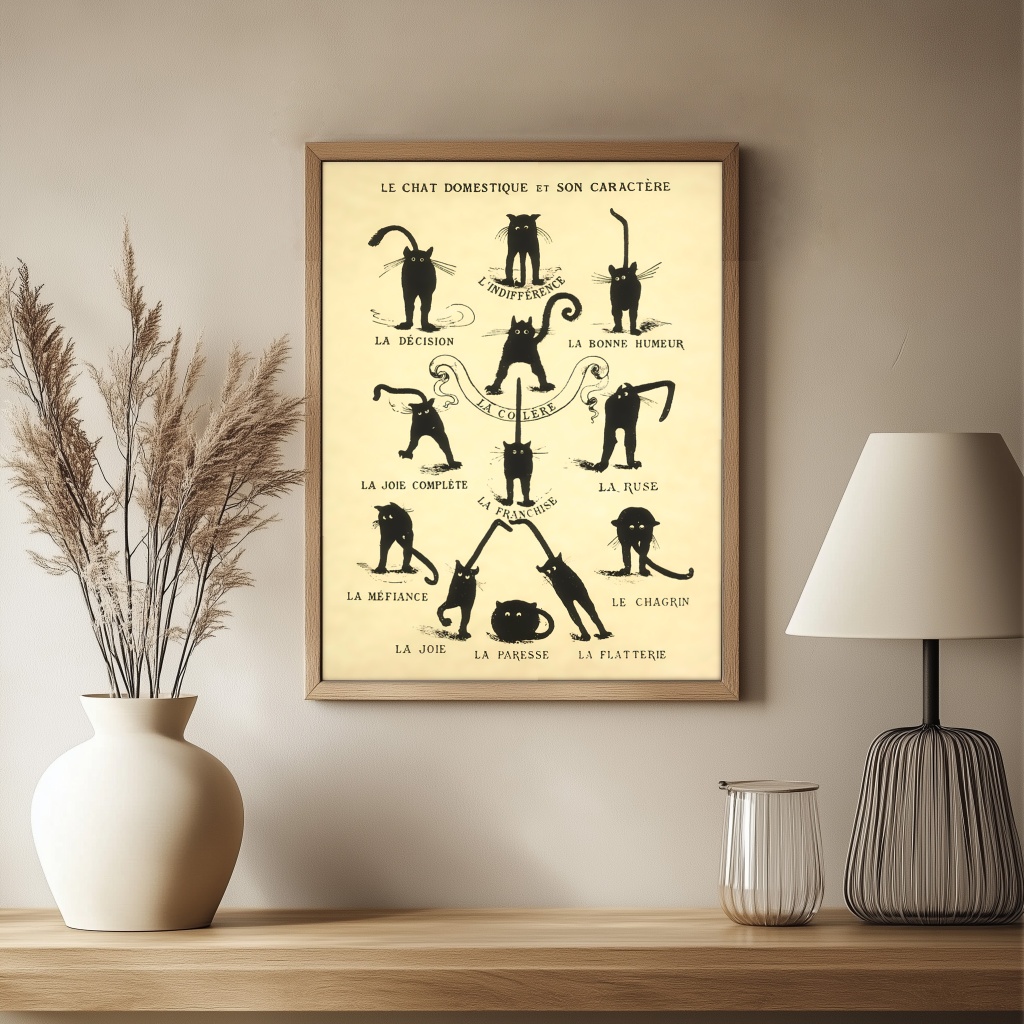 LE CHAT DOMESTIQUE ET SON CARACTÈRE
L'INDIFFÉRENCE
LA DÉCISION
LA BONNE HUMEUR
LA COLÈRE
LA JOIE COMPLÈTE
LA RUSE
LA FRANCHISE
LA MÉFIANCE
LE CHAGRIN
LA JOIE
LA PARESSE
LA FLATTERIE